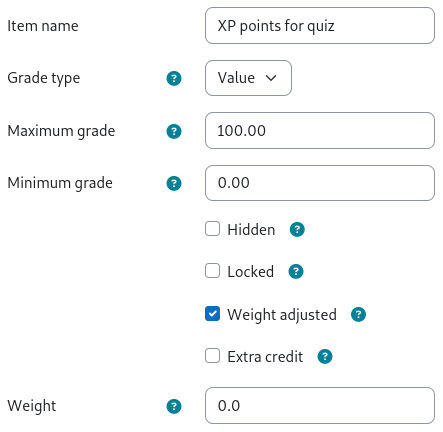 Item name XP points for quiz
Grade type ? Value
Maximum grade ? 100.00
Minimum grade ? 0.00
Hidden ?
Locked ?
Weight adjusted ?
Extra credit ?
Weight ? 0.0